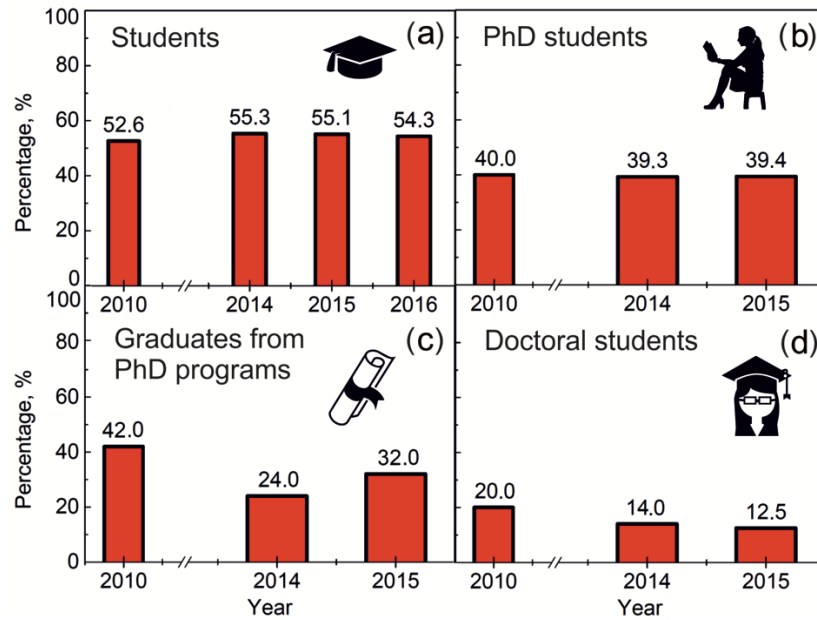 Students
(a)
Percentage, %
100
80
60
40
20
0
52.6
55.3
55.1
54.3
2010
2014
2015
2016
PhD students
(b)
40.0
39.3
39.4
2010
2014
2015
Graduates from
PhD programs
(c)
Percentage, %
100
80
60
40
20
0
42.0
24.0
32.0
2010
2014
2015
Year
Doctoral students
(d)
20.0
14.0
12.5
2010
2014
2015
Year